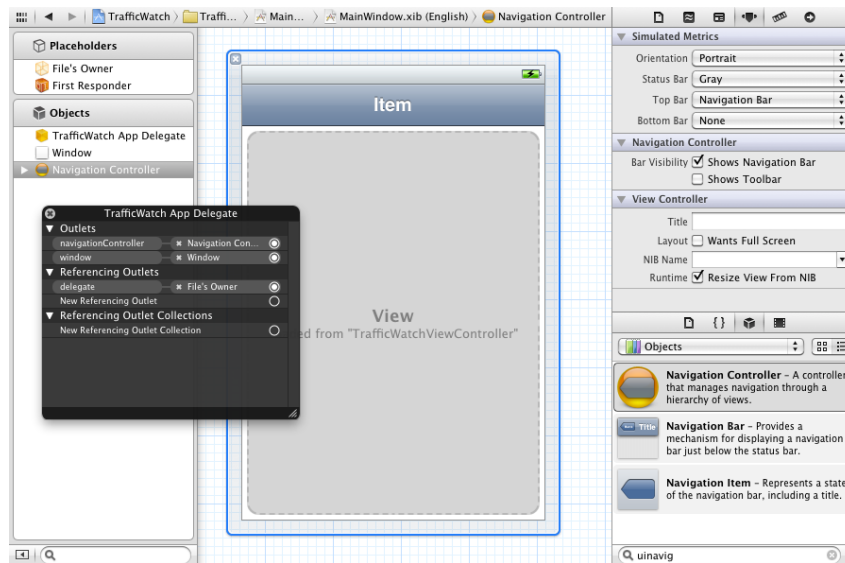 TrafficWatch
Traffi...
Main...
MainWindow.xib (English)
Navigation Controller
Placeholders
File's Owner
First Responder
Objects
TrafficWatch App Delegate
Window
Navigation Controller
Item
View
ed from "TrafficWatchViewController"
TrafficWatch App Delegate
Outlets
navigationController
Navigation Con...
window
Window
Referencing Outlets
delegate
File's Owner
New Referencing Outlet
Referencing Outlet Collections
New Referencing Outlet Collection
Simulated Metrics
Orientation Portrait
Status Bar Gray
Top Bar Navigation Bar
Bottom Bar None
Navigation Controller
Bar Visibility Shows Navigation Bar
Shows Toolbar
View Controller
Title
Layout Wants Full Screen
NIB Name
Runtime Resize View From NIB
{}
Objects
Navigation Controller – A controller
that manages navigation through a
hierarchy of views.
Title
Navigation Bar – Provides a
mechanism for displaying a navigation
bar just below the status bar.
Navigation Item – Represents a state
of the navigation bar, including a title.
uinavig